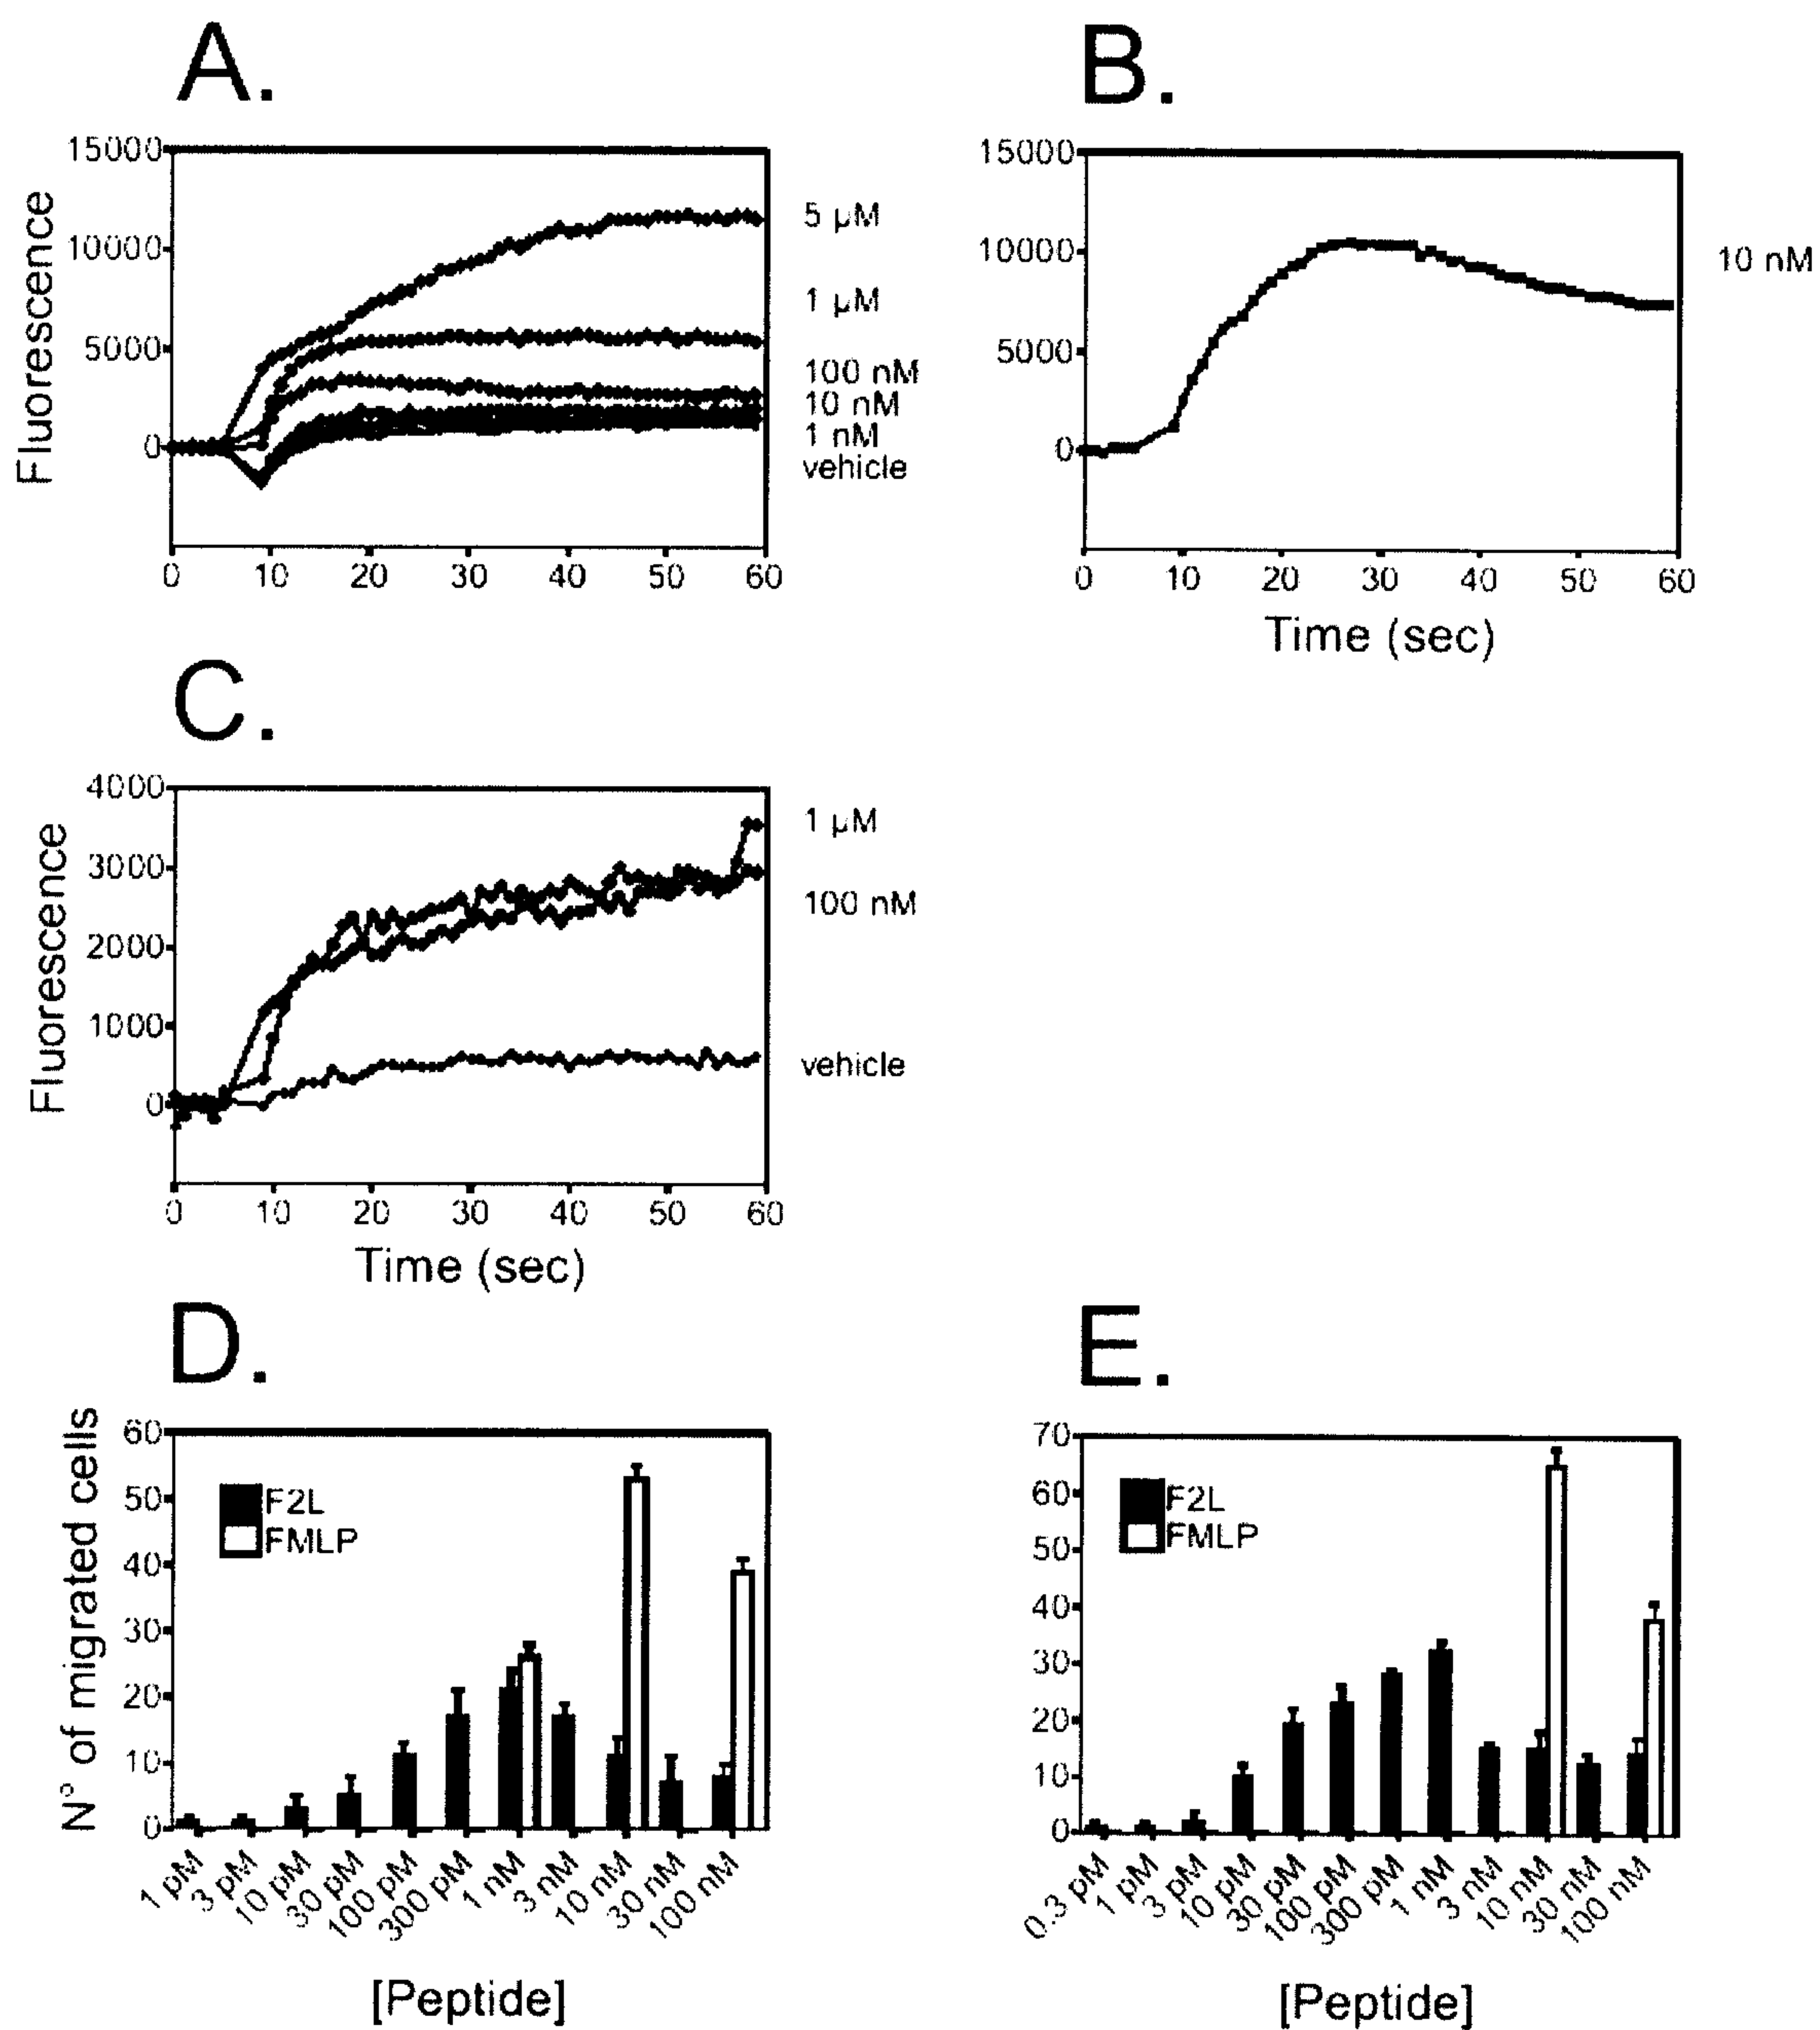 A.
B.
15000
10000
5000
0
Fluorescence
5 µM
1 µM
100 nM
10 nM
1 nM
vehicle
0 10 20 30 40 50 60
15000
10000
5000
0
10 nM
0 10 20 30 40 50 60
Time (sec)
C.
4000
3000
2000
1000
0
Fluorescence
1 µM
100 nM
vehicle
0 10 20 30 40 50 60
Time (sec)
D.
E.
60
50
40
30
20
10
0
N° of migrated cells
F2L
FMLP
1 pM 3 pM 10 pM 30 pM 100 pM 300 pM 1 nM 3 nM 10 nM 30 nM 100 nM
[Peptide]
70
60
50
40
30
20
10
0
F2L
FMLP
0.3 pM 1 pM 3 pM 10 pM 30 pM 100 pM 300 pM 1 nM 3 nM 10 nM 30 nM 100 nM
[Peptide]